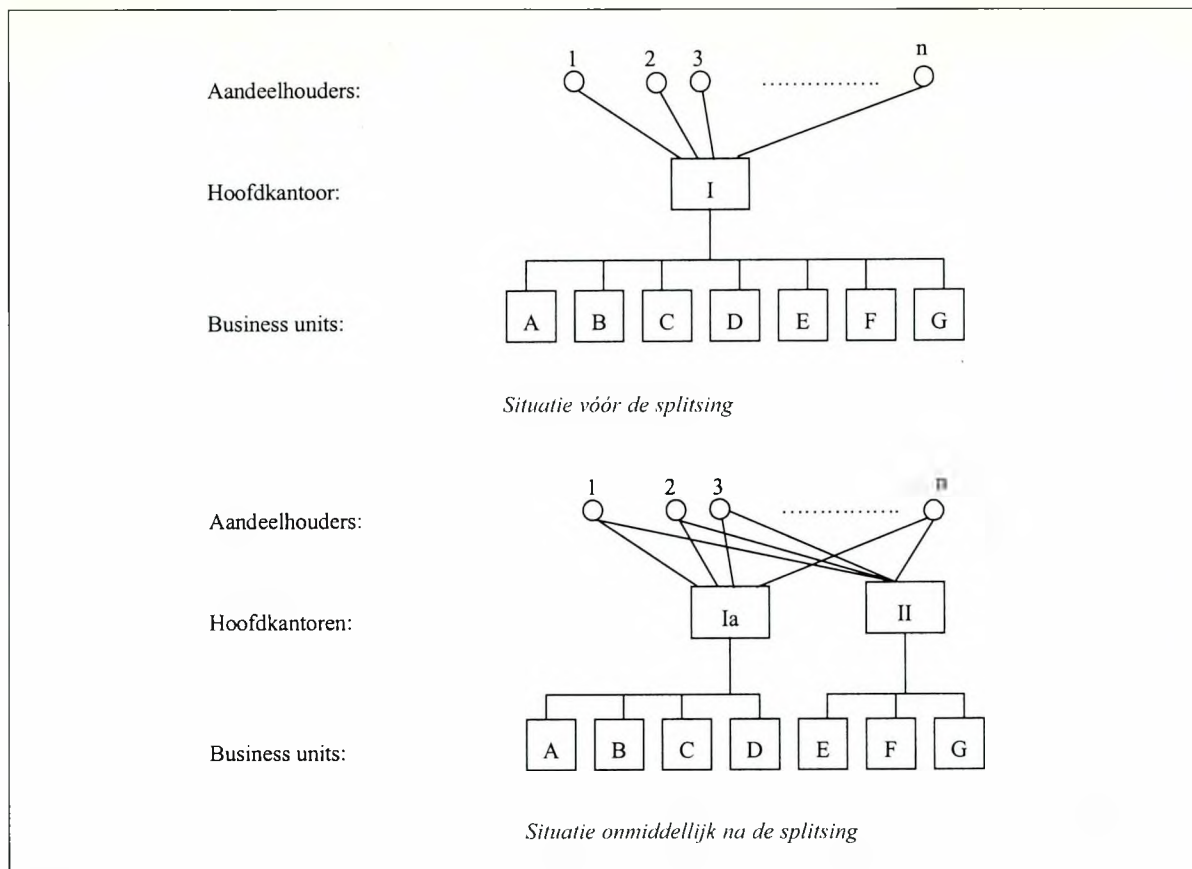 1 2 3 n
Aandeelhouders: ................
Hoofdkantoor: I
Business units: A B C D E F G
Situatie vóór de splitsing
1 2 3 n
Aandeelhouders: ................
Hoofdkantoren: Ia II
Business units: A B C D E F G
Situatie onmiddellijk na de splitsing